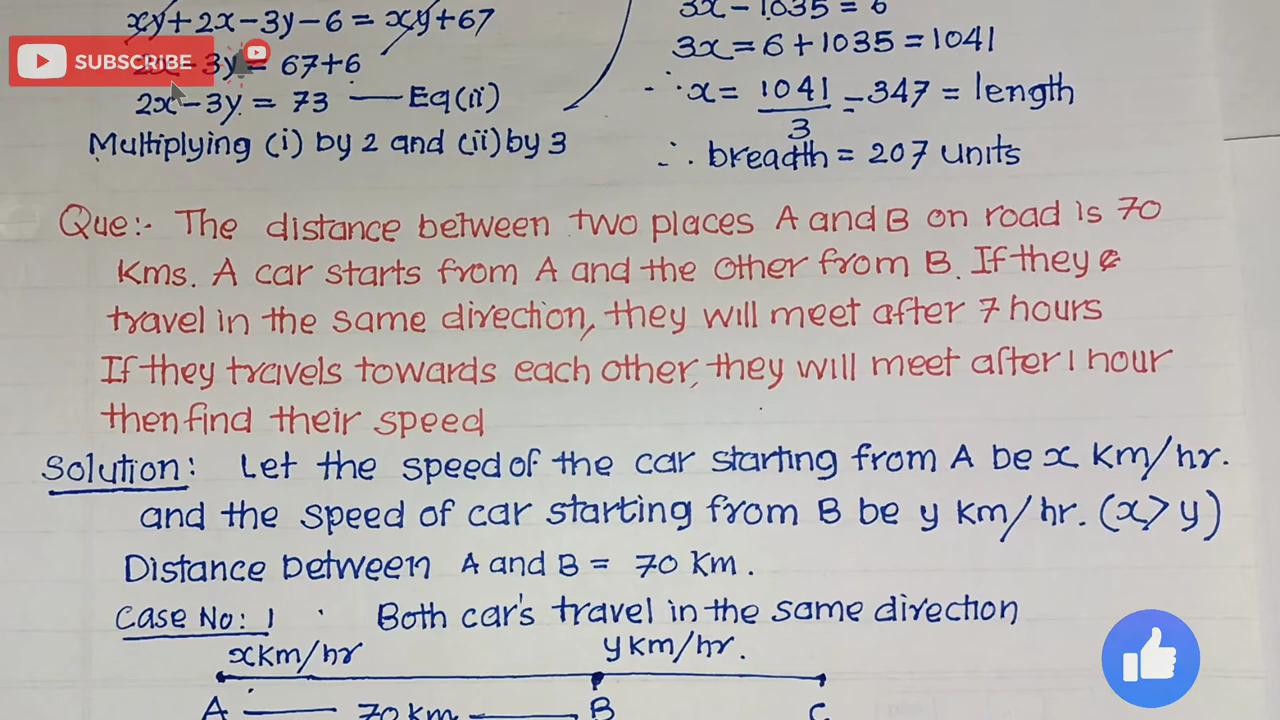 xy+2x-3y-6 = xy+67
SUBSCRIBE
3y = 67+6
2x-3y = 73 — Eq(ii)
Multiplying (i) by 2 and (ii) by 3
3x-1035 = 6
3x = 6+1035 = 1041
∴ x = 1041/3 = 347 = length
∴ breadth = 207 units
Que:- The distance between two places A and B on road is 70
Kms. A car starts from A and the other from B. If they
travel in the same direction, they will meet after 7 hours
If they travels towards each other, they will meet after 1 hour
then find their speed
Solution: Let the speed of the car starting from A be x Km/hr.
and the speed of car starting from B be y Km/hr. (x>y)
Distance between A and B = 70 Km.
Case No: 1 Both car's travel in the same direction
x Km/hr y Km/hr.
A — 70 km — B C